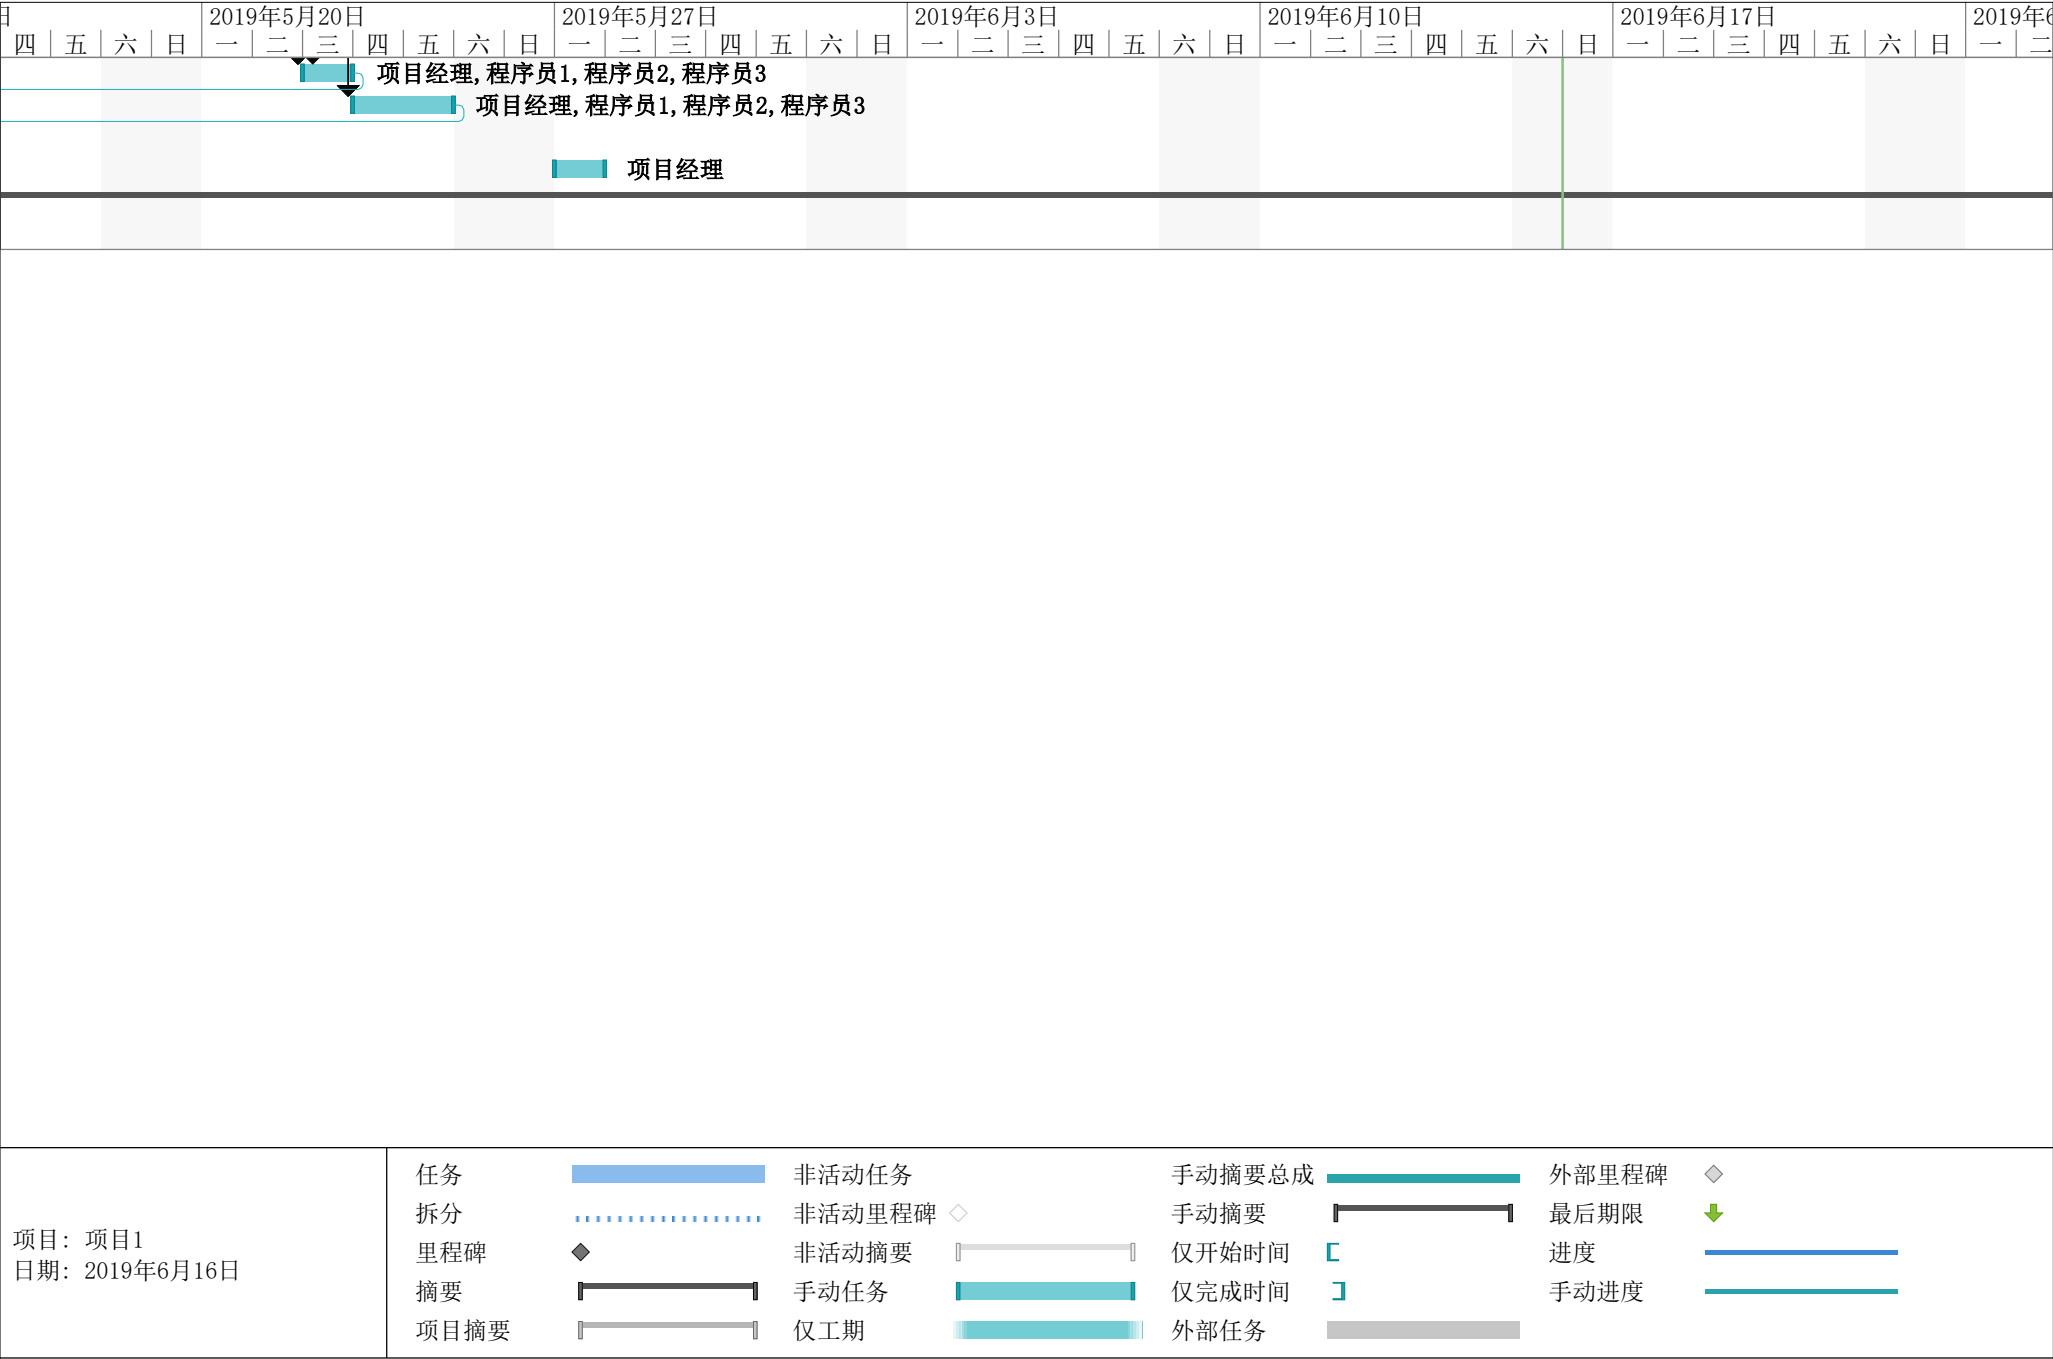 日 2019年5月20日 2019年5月27日 2019年6月3日 2019年6月10日 2019年6月17日 2019年6
四 五 六 日 一 二 三 四 五 六 日 一 二 三 四 五 六 日 一 二 三 四 五 六 日 一 二 三 四 五 六 日 一 二 三 四 五 六 日 一 二
项目经理,程序员1,程序员2,程序员3
项目经理,程序员1,程序员2,程序员3
项目经理
项目: 项目1
日期: 2019年6月16日
任务
拆分
里程碑
摘要
项目摘要
非活动任务
非活动里程碑
非活动摘要
手动任务
仅工期
手动摘要总成
手动摘要
仅开始时间
仅完成时间
外部任务
外部里程碑
最后期限
进度
手动进度